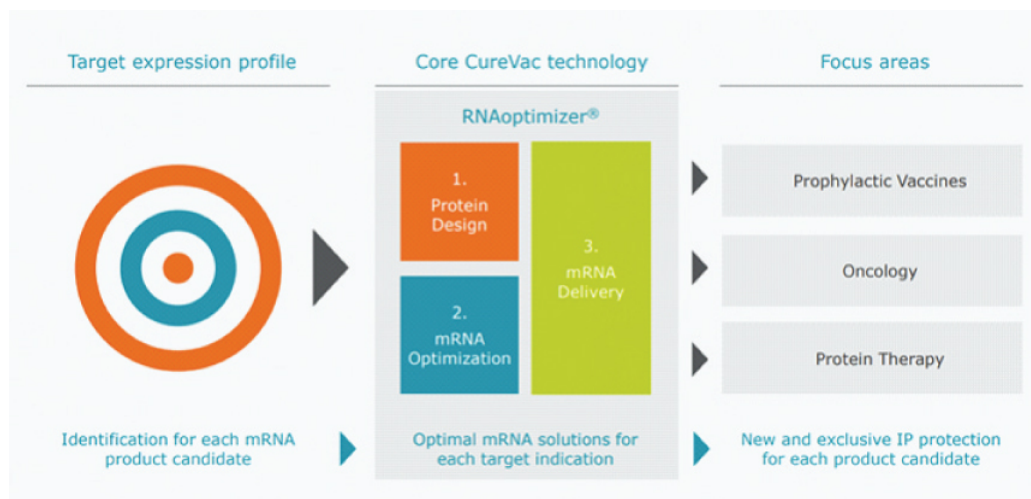 Target expression profile
Core CureVac technology
Focus areas
RNAoptimizer®
1.
Protein
Design
2.
mRNA
Optimization
3.
mRNA
Delivery
Prophylactic Vaccines
Oncology
Protein Therapy
Identification for each mRNA
product candidate
Optimal mRNA solutions for
each target indication
New and exclusive IP protection
for each product candidate